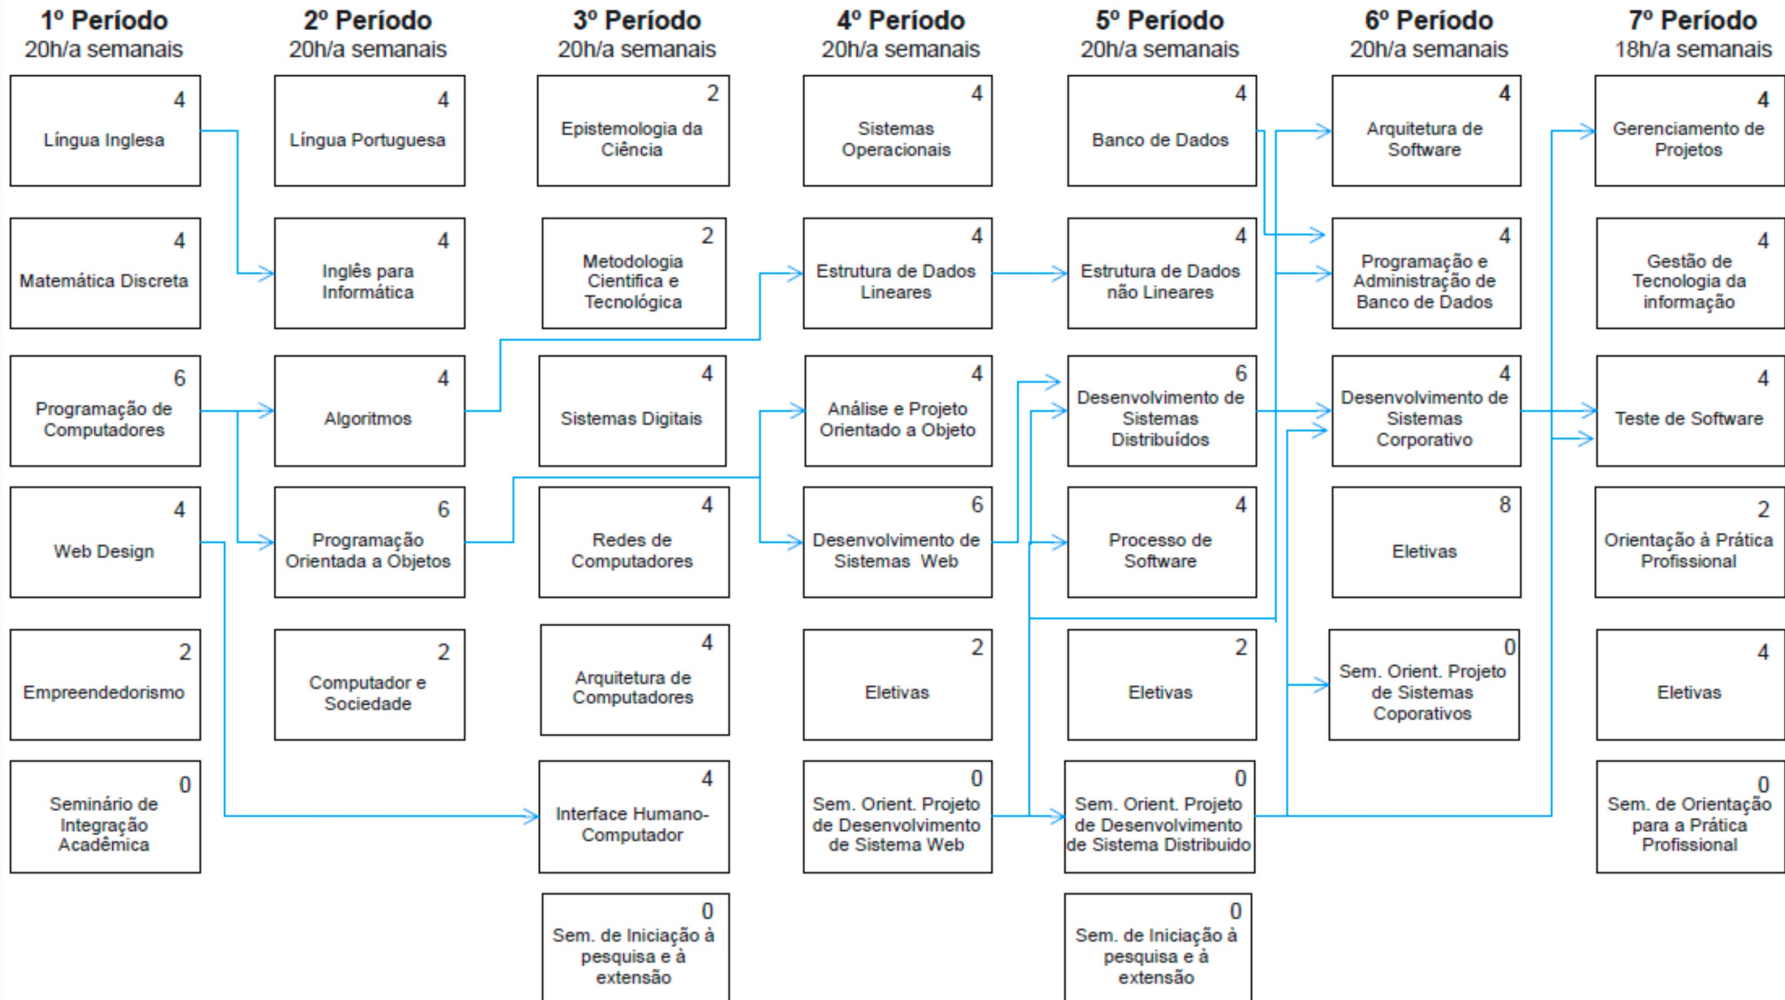 1º Período
20h/a semanais
4
Língua Inglesa
4
Matemática Discreta
6
Programação de
Computadores
4
Web Design
2
Empreendedorismo
0
Seminário de
Integração
Acadêmica
2º Período
20h/a semanais
4
Língua Portuguesa
4
Inglês para
Informática
4
Algoritmos
6
Programação
Orientada a Objetos
2
Computador e
Sociedade
3º Período
20h/a semanais
2
Epistemologia da
Ciência
2
Metodologia
Cientifica e
Tecnológica
4
Sistemas Digitais
4
Redes de
Computadores
4
Arquitetura de
Computadores
4
Interface Humano-
Computador
0
Sem. de Iniciação à
pesquisa e à
extensão
4º Período
20h/a semanais
4
Sistemas
Operacionais
4
Estrutura de Dados
Lineares
4
Análise e Projeto
Orientado a Objeto
6
Desenvolvimento de
Sistemas Web
2
Eletivas
0
Sem. Orient. Projeto
de Desenvolvimento
de Sistema Web
5º Período
20h/a semanais
4
Banco de Dados
4
Estrutura de Dados
não Lineares
6
Desenvolvimento de
Sistemas
Distribuídos
4
Processo de
Software
2
Eletivas
0
Sem. Orient. Projeto
de Desenvolvimento
de Sistema Distribuido
0
Sem. de Iniciação à
pesquisa e à
extensão
6º Período
20h/a semanais
4
Arquitetura de
Software
4
Programação e
Administração de
Banco de Dados
4
Desenvolvimento de
Sistemas
Corporativo
8
Eletivas
0
Sem. Orient. Projeto
de Sistemas
Coporativos
7º Período
18h/a semanais
4
Gerenciamento de
Projetos
4
Gestão de
Tecnologia da
informação
4
Teste de Software
2
Orientação à Prática
Profissional
4
Eletivas
0
Sem. de Orientação
para a Prática
Profissional